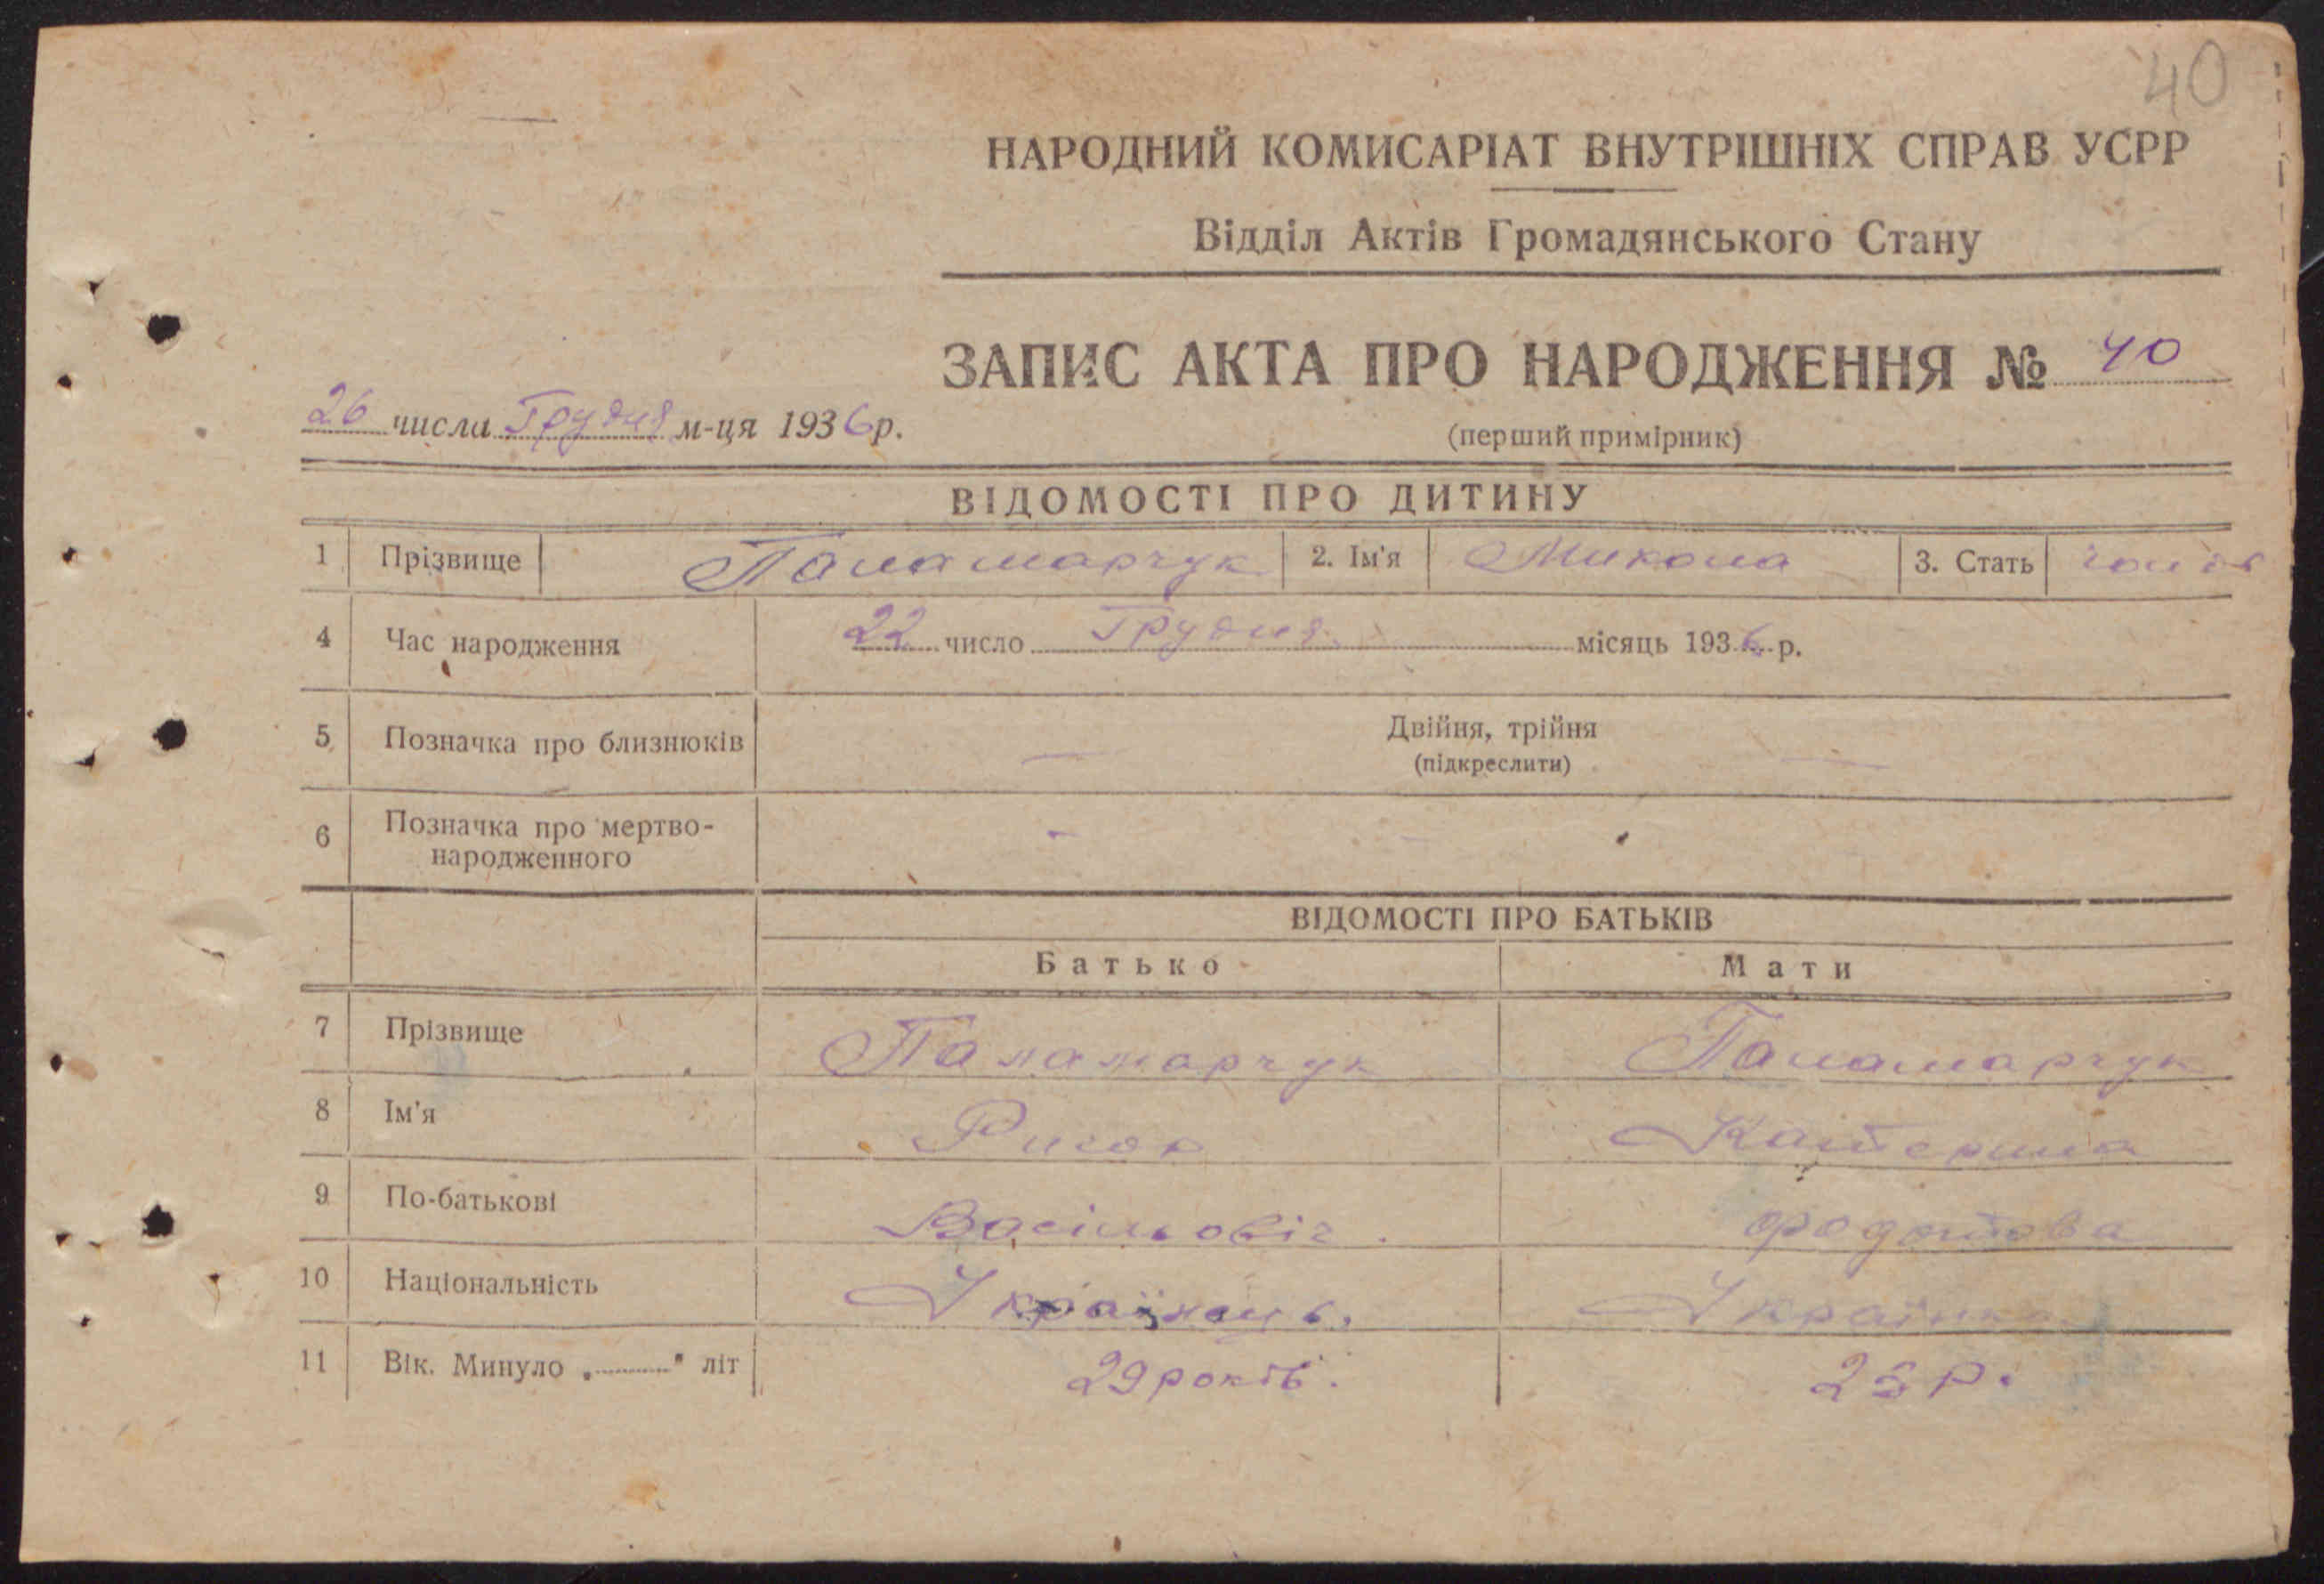 40
НАРОДНИЙ КОМИСАРІАТ ВНУТРІШНІХ СПРАВ УСРР
Відділ Актів Громадянського Стану
ЗАПИС АКТА ПРО НАРОДЖЕННЯ № 40
26 числа Грудня м-ця 1936 р.
(перший примірник)
ВІДОМОСТІ ПРО ДИТИНУ
1 Прізвище Паламарчук 2. Ім'я Микола 3. Стать
4 Час народження 22 число Грудня місяць 1936 р.
5 Позначка про близнюків — Двійня, трійня —
(підкреслити)
6 Позначка про мертво-
народженного -
ВІДОМОСТІ ПРО БАТЬКІВ
Батько Мати
7 Прізвище Паламарчук Паламарчук
8 Ім'я Катерина
9 По-батькові Васільовіч.
10 Національність Українець. Українка
11 Вік. Минуло „ " літ 29 років. р.